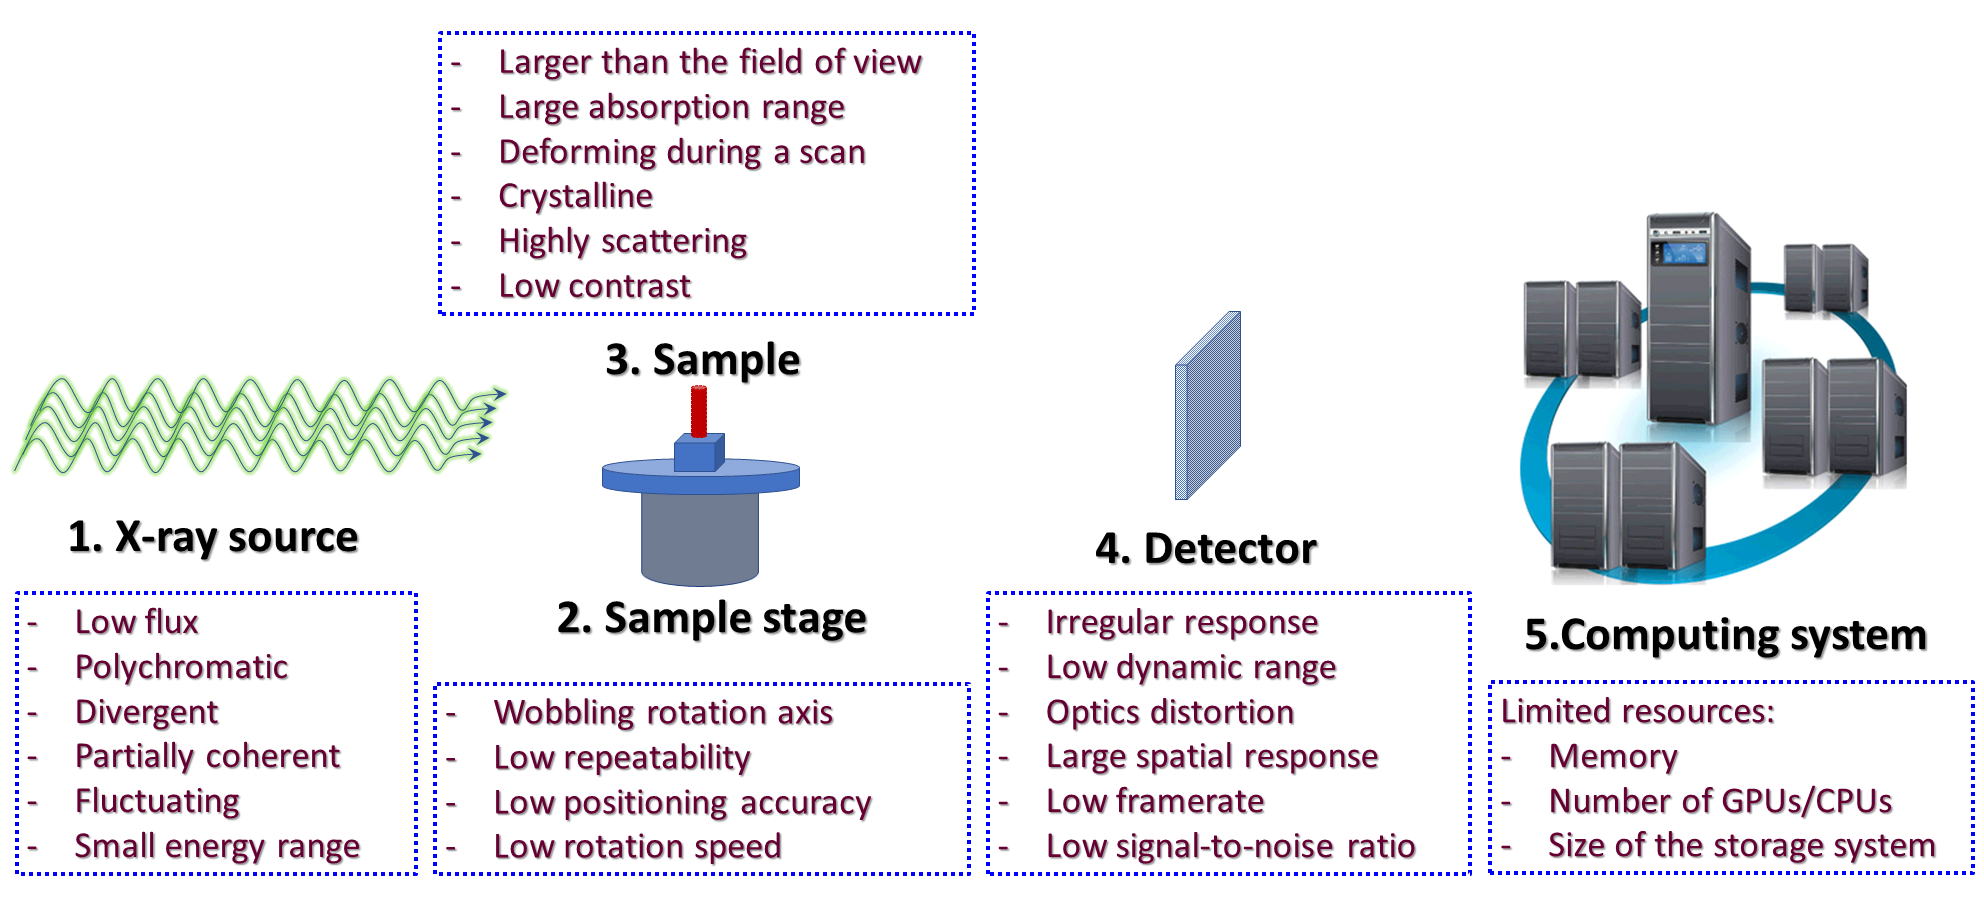 1. X-ray source
- Low flux
- Polychromatic
- Divergent
- Partially coherent
- Fluctuating
- Small energy range
2. Sample stage
- Wobbling rotation axis
- Low repeatability
- Low positioning accuracy
- Low rotation speed
- Larger than the field of view
- Large absorption range
- Deforming during a scan
- Crystalline
- Highly scattering
- Low contrast
3. Sample
4. Detector
- Irregular response
- Low dynamic range
- Optics distortion
- Large spatial response
- Low framerate
- Low signal-to-noise ratio
5.Computing system
Limited resources:
- Memory
- Number of GPUs/CPUs
- Size of the storage system